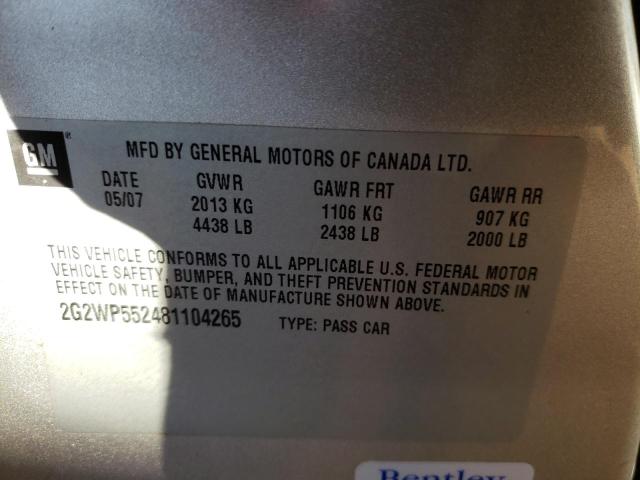 GM
MFD BY GENERAL MOTORS OF CANADA LTD.
DATE GVWR GAWR FRT GAWR RR
05/07 2013 KG 1106 KG 907 KG
4438 LB 2438 LB 2000 LB
THIS VEHICLE CONFORMS TO ALL APPLICABLE U.S. FEDERAL MOTOR
VEHICLE SAFETY, BUMPER, AND THEFT PREVENTION STANDARDS IN
EFFECT ON THE DATE OF MANUFACTURE SHOWN ABOVE.
2G2WP552481104265 TYPE: PASS CAR
Bentley